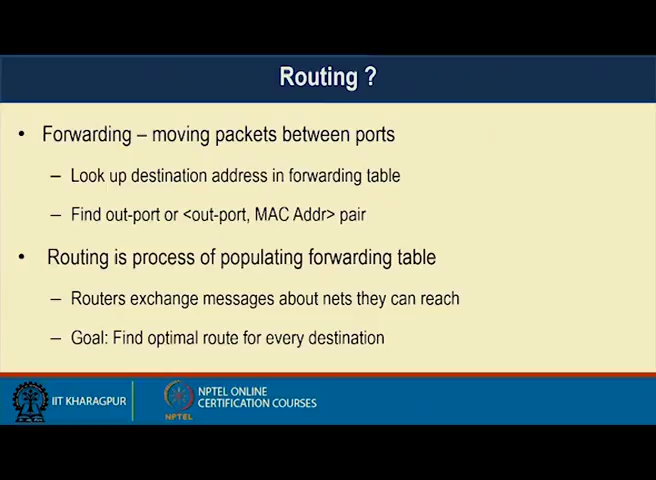 Routing ?
• Forwarding – moving packets between ports
– Look up destination address in forwarding table
– Find out-port or <out-port, MAC Addr> pair
• Routing is process of populating forwarding table
– Routers exchange messages about nets they can reach
– Goal: Find optimal route for every destination
IIT KHARAGPUR
NPTEL
NPTEL ONLINE
CERTIFICATION COURSES